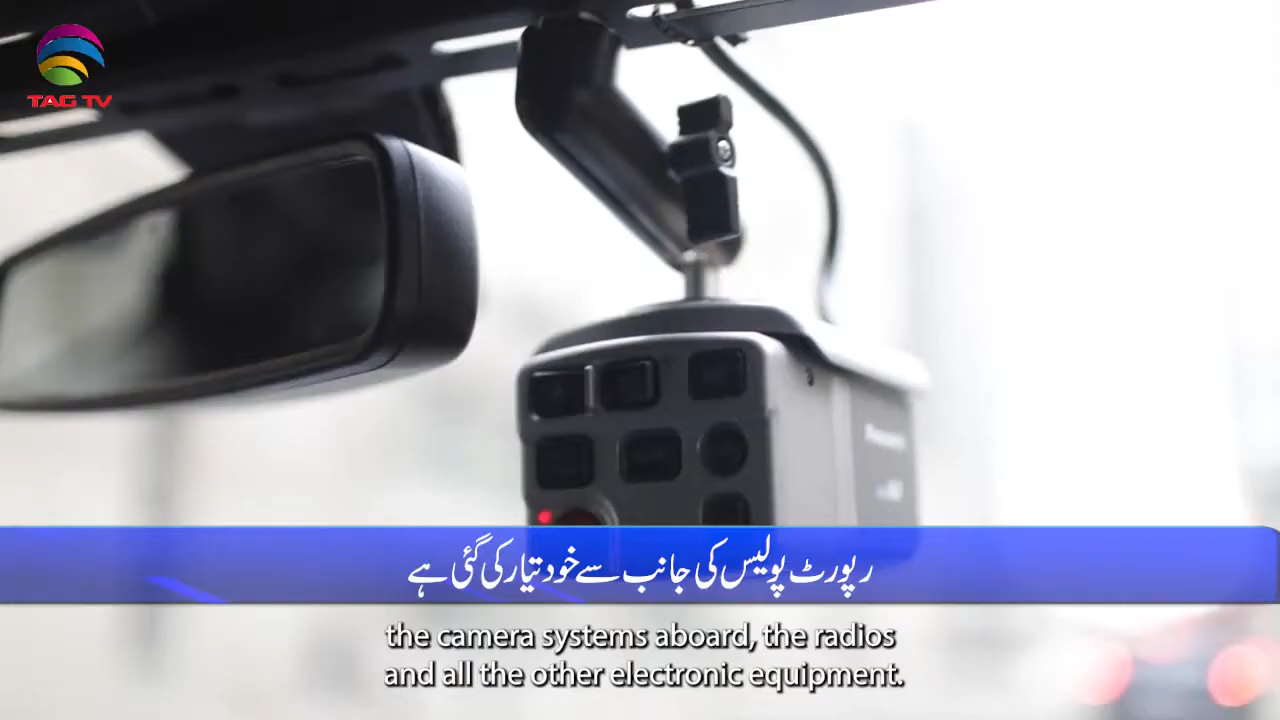 TAG TV
رپورٹ پولیس کی جانب سے خود تیار کی گئی ہے
the camera systems aboard, the radios
and all the other electronic equipment.